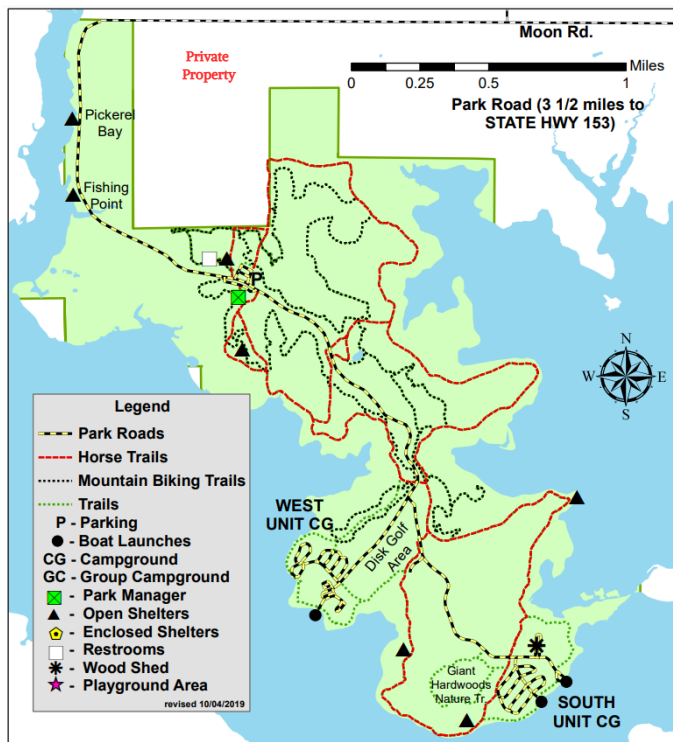 Moon Rd.
Private
Property
Miles
0
0.25
0.5
1
Park Road (3 1/2 miles to
STATE HWY 153)
Pickerel
Bay
Fishing
Point
P
N
W
E
S
Legend
Park Roads
Horse Trails
Mountain Biking Trails
Trails
P - Parking
- Boat Launches
CG - Campground
GC - Group Campground
- Park Manager
- Open Shelters
- Enclosed Shelters
- Restrooms
- Wood Shed
- Playground Area
revised 10/04/2019
WEST
UNIT CG
Disk Golf
Area
Giant
Hardwoods
Nature Tr.
SOUTH
UNIT CG